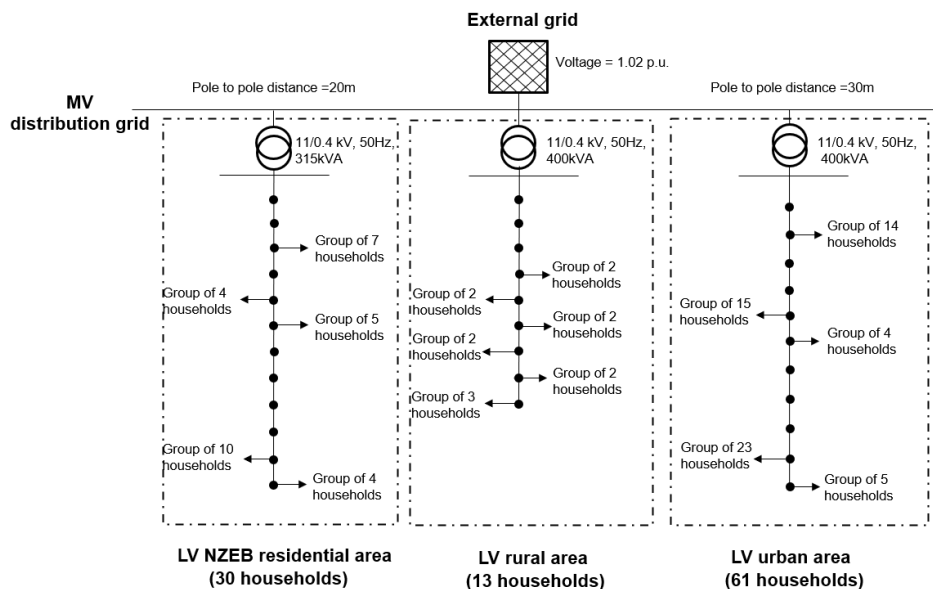 External grid
Voltage = 1.02 p.u.
Pole to pole distance =20m
Pole to pole distance =30m
MV
distribution grid
11/0.4 kV, 50Hz,
315kVA
11/0.4 kV, 50Hz,
400kVA
11/0.4 kV, 50Hz,
400kVA
Group of 7
households
Group of 4
households
Group of 5
households
Group of 10
households
Group of 4
households
Group of 2
households
Group of 2
households
Group of 2
households
Group of 2
households
Group of 2
households
Group of 3
households
Group of 14
households
Group of 15
households
Group of 4
households
Group of 23
households
Group of 5
households
LV NZEB residential area
(30 households)
LV rural area
(13 households)
LV urban area
(61 households)